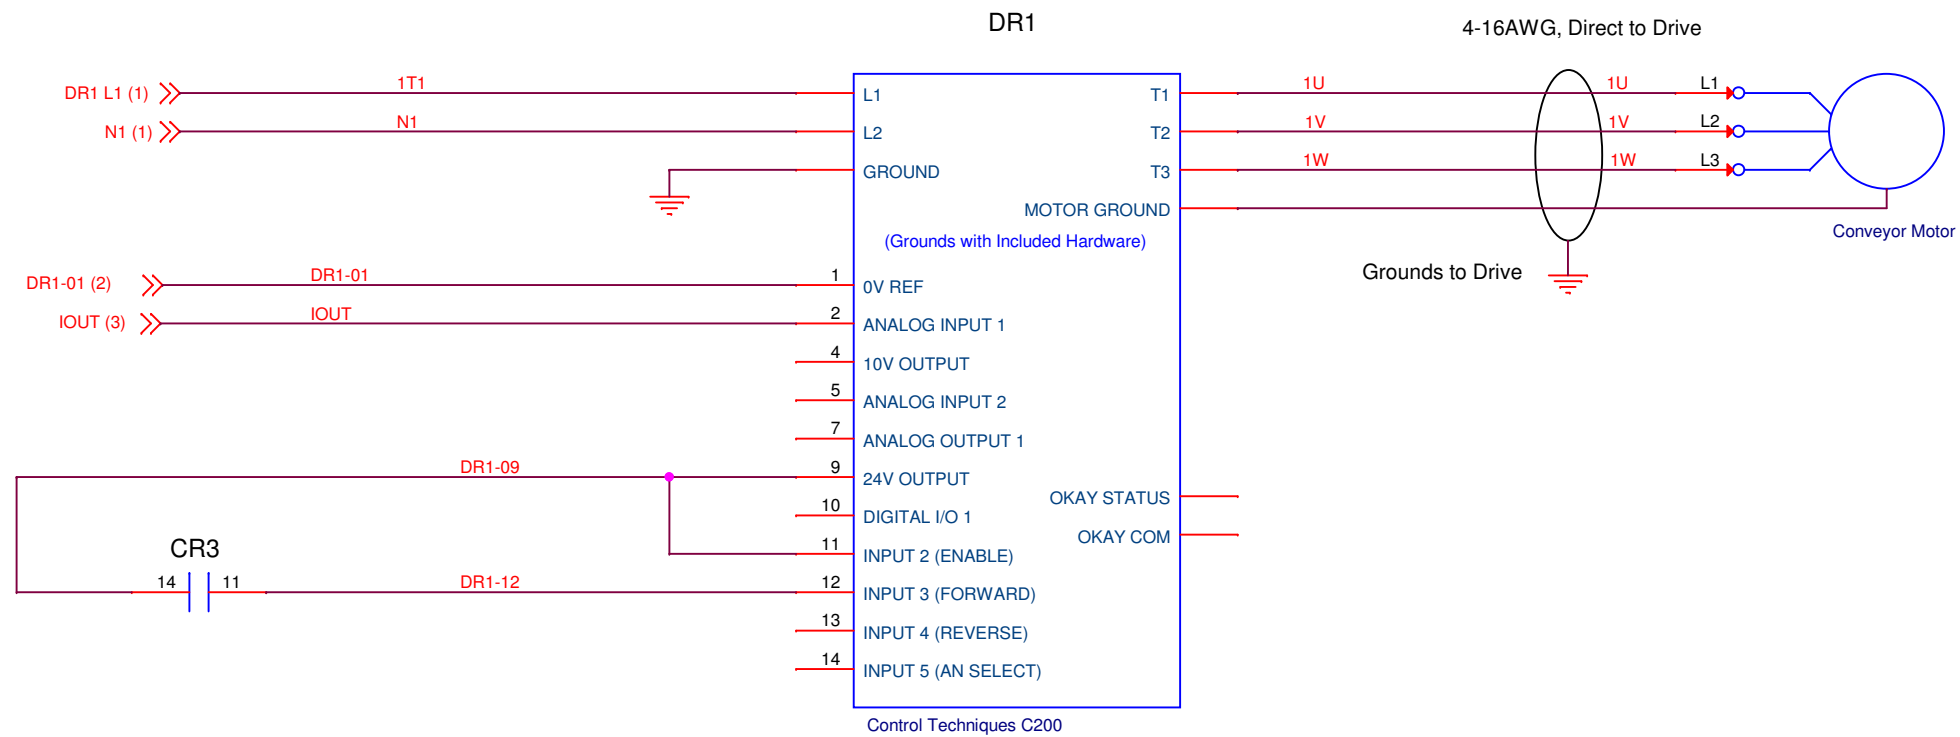 DR1
4-16AWG, Direct to Drive
DR1 L1 (1)
1T1
L1
T1
1U
1U
L1
N1 (1)
N1
L2
T2
1V
1V
L2
GROUND
T3
1W
1W
L3
MOTOR GROUND
(Grounds with Included Hardware)
Conveyor Motor
Grounds to Drive
DR1-01 (2)
DR1-01
1
0V REF
IOUT (3)
IOUT
2
ANALOG INPUT 1
4
10V OUTPUT
5
ANALOG INPUT 2
7
ANALOG OUTPUT 1
DR1-09
9
24V OUTPUT
OKAY STATUS
10
DIGITAL I/O 1
OKAY COM
11
INPUT 2 (ENABLE)
CR3
14
11
DR1-12
12
INPUT 3 (FORWARD)
13
INPUT 4 (REVERSE)
14
INPUT 5 (AN SELECT)
Control Techniques C200